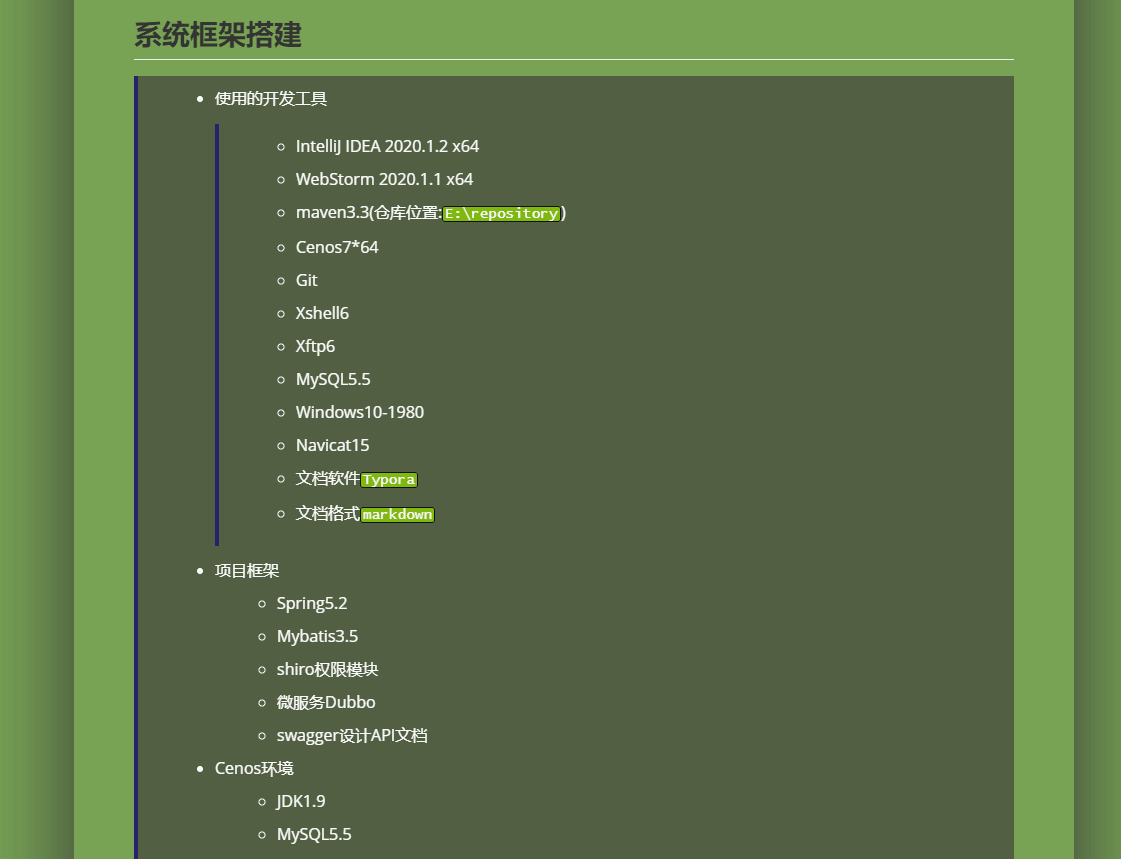 系统框架搭建
使用的开发工具
IntelliJ IDEA 2020.1.2 x64
WebStorm 2020.1.1 x64
maven3.3(仓库位置:E:\repository)
Cenos7*64
Git
Xshell6
Xftp6
MySQL5.5
Windows10-1980
Navicat15
文档软件Typora
文档格式markdown
项目框架
Spring5.2
Mybatis3.5
shiro权限模块
微服务Dubbo
swagger设计API文档
Cenos环境
JDK1.9
MySQL5.5